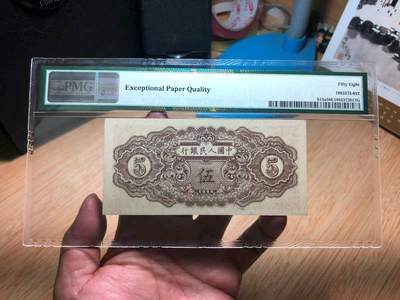 PMG
Exceptional Paper Quality
Fifty Eight
行銀民人國中
5 伍 5